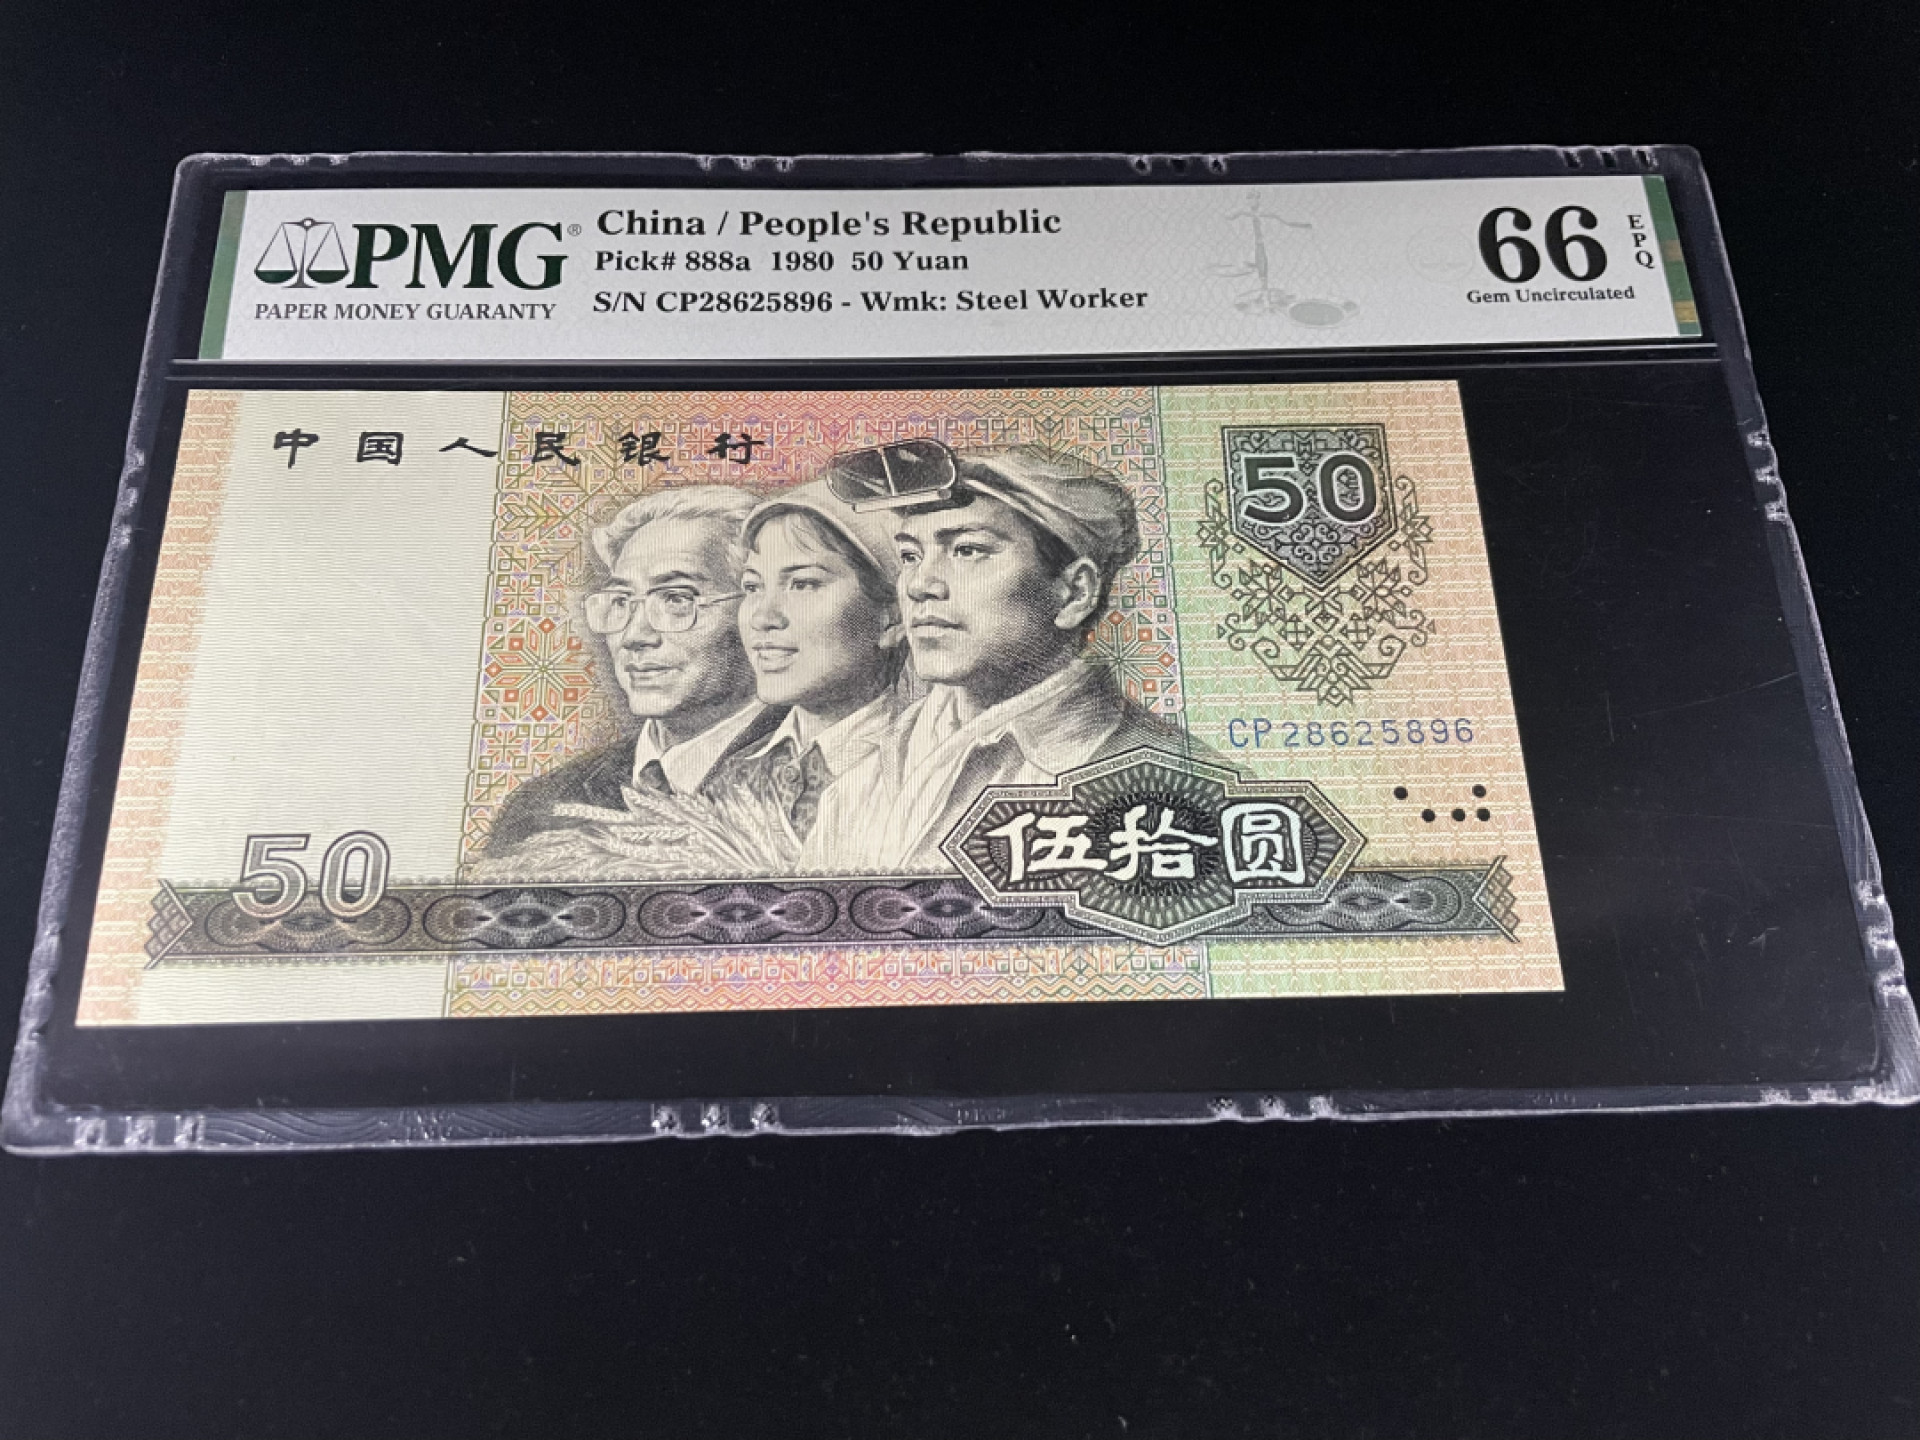 PMG®
PAPER MONEY GUARANTY
China / People's Republic
Pick# 888a 1980 50 Yuan
S/N CP28625896 - Wmk: Steel Worker
66 EPQ
Gem Uncirculated
中国人民银行
50
CP28625896
50
伍拾圆